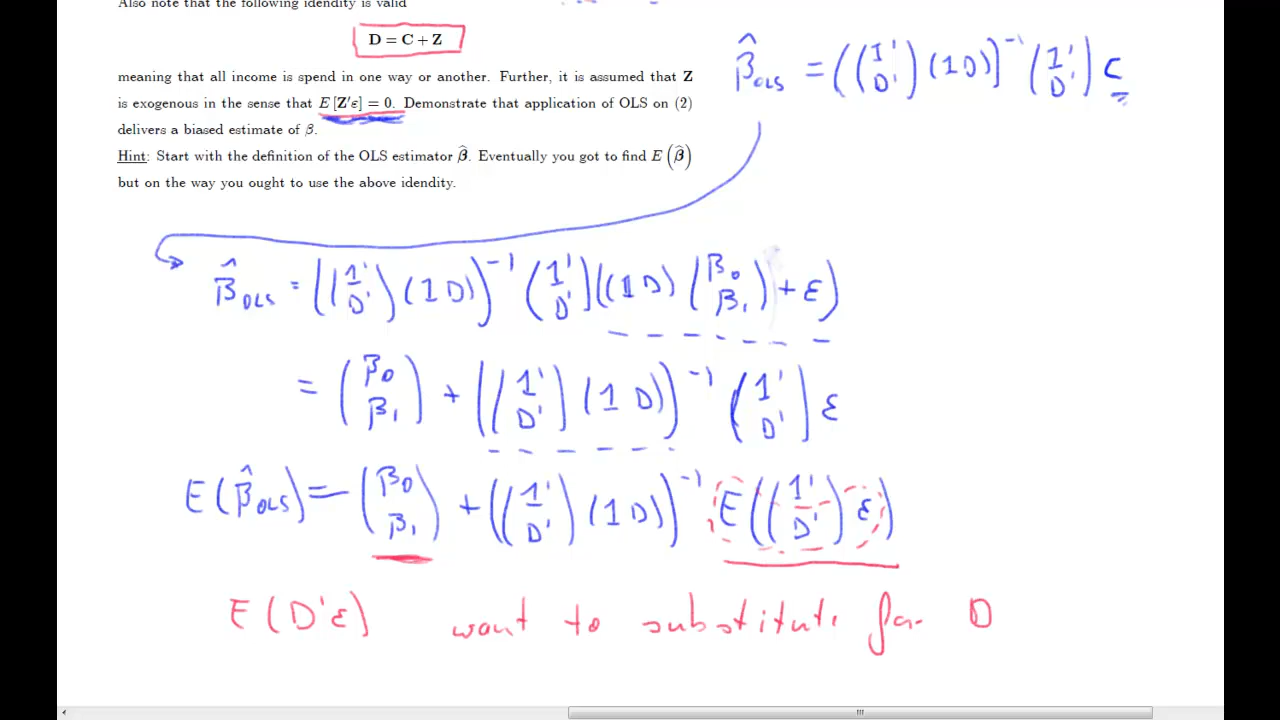 Also note that the following identity is valid
D = C + Z
meaning that all income is spend in one way or another. Further, it is assumed that Z
is exogenous in the sense that E [Z′ε] = 0. Demonstrate that application of OLS on (2)
delivers a biased estimate of β.
Hint: Start with the definition of the OLS estimator β̂. Eventually you got to find E (β̂)
but on the way you ought to use the above identity.
β̂OLS = ((1′ D′) (1 D))⁻¹ (1′ D′) C
β̂OLS = ((1′ D′) (1 D))⁻¹ (1′ D′) ((1 D) (β0 β1) + ε)
= (β0 β1) + ((1′ D′) (1 D))⁻¹ (1′ D′) ε
E(β̂OLS) = (β0 β1) + ((1′ D′) (1 D))⁻¹ E((1′ D′) ε)
E(D′ε) want to substitute for D